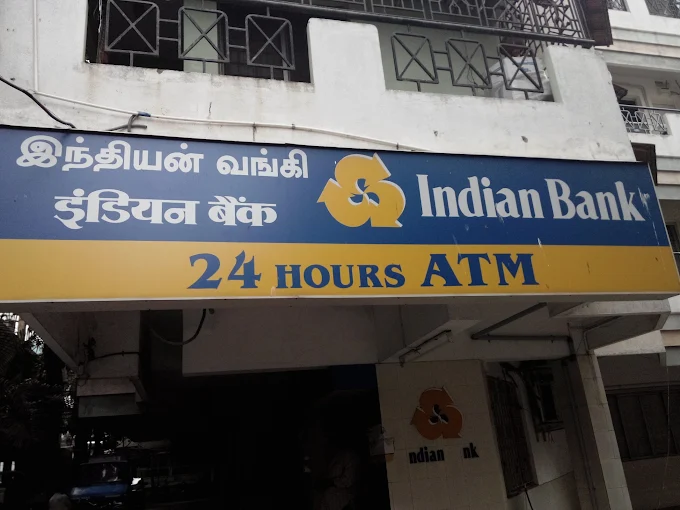 இந்தியன் வங்கி
इंडियन बैंक
Indian Bank
24 HOURS ATM
ndian nk